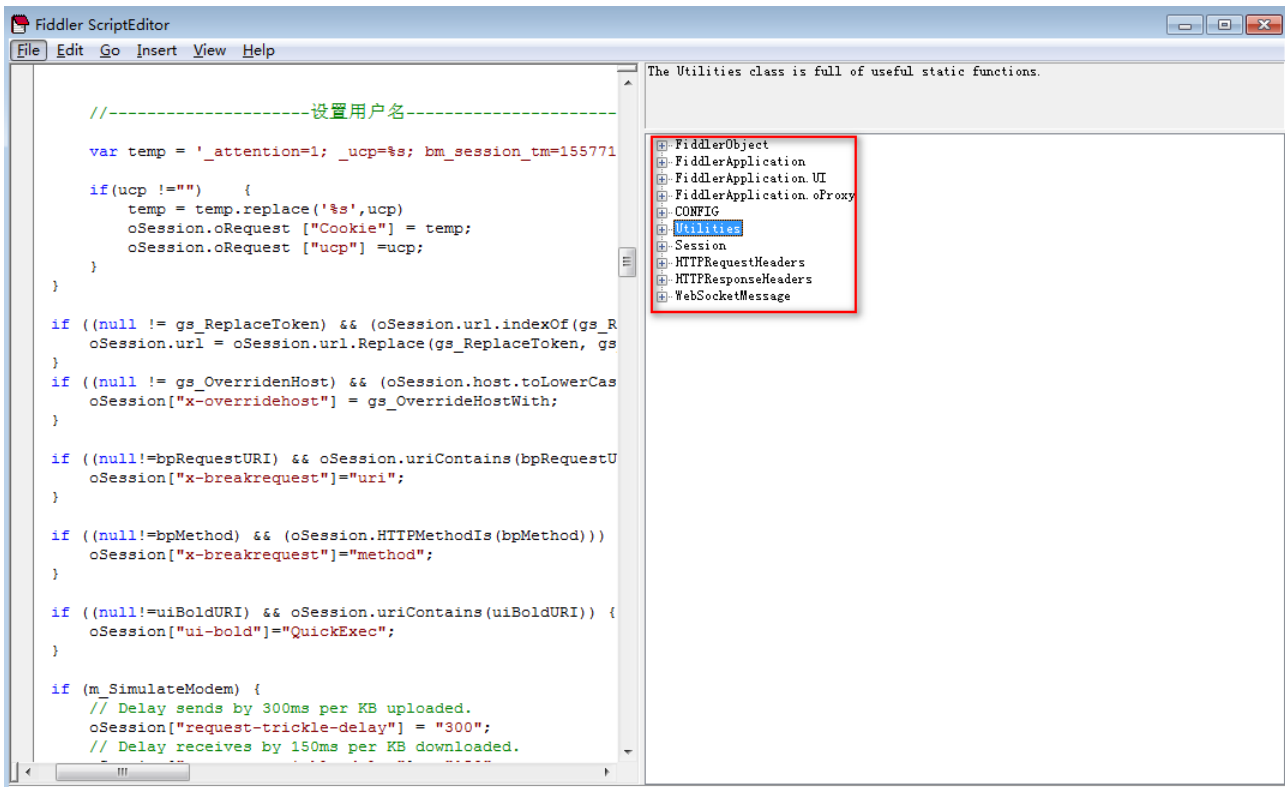 Fiddler ScriptEditor
File Edit Go Insert View Help
//---------------------设置用户名----------------------
var temp = '_attention=1; _ucp=%s; bm_session_tm=155771
if(ucp !="")    {
temp = temp.replace('%s',ucp)
oSession.oRequest ["Cookie"] = temp;
oSession.oRequest ["ucp"] =ucp;
}
}
if ((null != gs_ReplaceToken) && (oSession.url.indexOf(gs_R
oSession.url = oSession.url.Replace(gs_ReplaceToken, gs
}
if ((null != gs_OverridenHost) && (oSession.host.toLowerCas
oSession["x-overridehost"] = gs_OverrideHostWith;
}
if ((null!=bpRequestURI) && oSession.uriContains(bpRequestU
oSession["x-breakrequest"]="uri";
}
if ((null!=bpMethod) && (oSession.HTTPMethodIs(bpMethod)))
oSession["x-breakrequest"]="method";
}
if ((null!=uiBoldURI) && oSession.uriContains(uiBoldURI)) {
oSession["ui-bold"]="QuickExec";
}
if (m_SimulateModem) {
// Delay sends by 300ms per KB uploaded.
oSession["request-trickle-delay"] = "300";
// Delay receives by 150ms per KB downloaded.
The Utilities class is full of useful static functions.
FiddlerObject
FiddlerApplication
FiddlerApplication.UI
FiddlerApplication.oProxy
CONFIG
Utilities
Session
HTTPRequestHeaders
HTTPResponseHeaders
WebSocketMessage